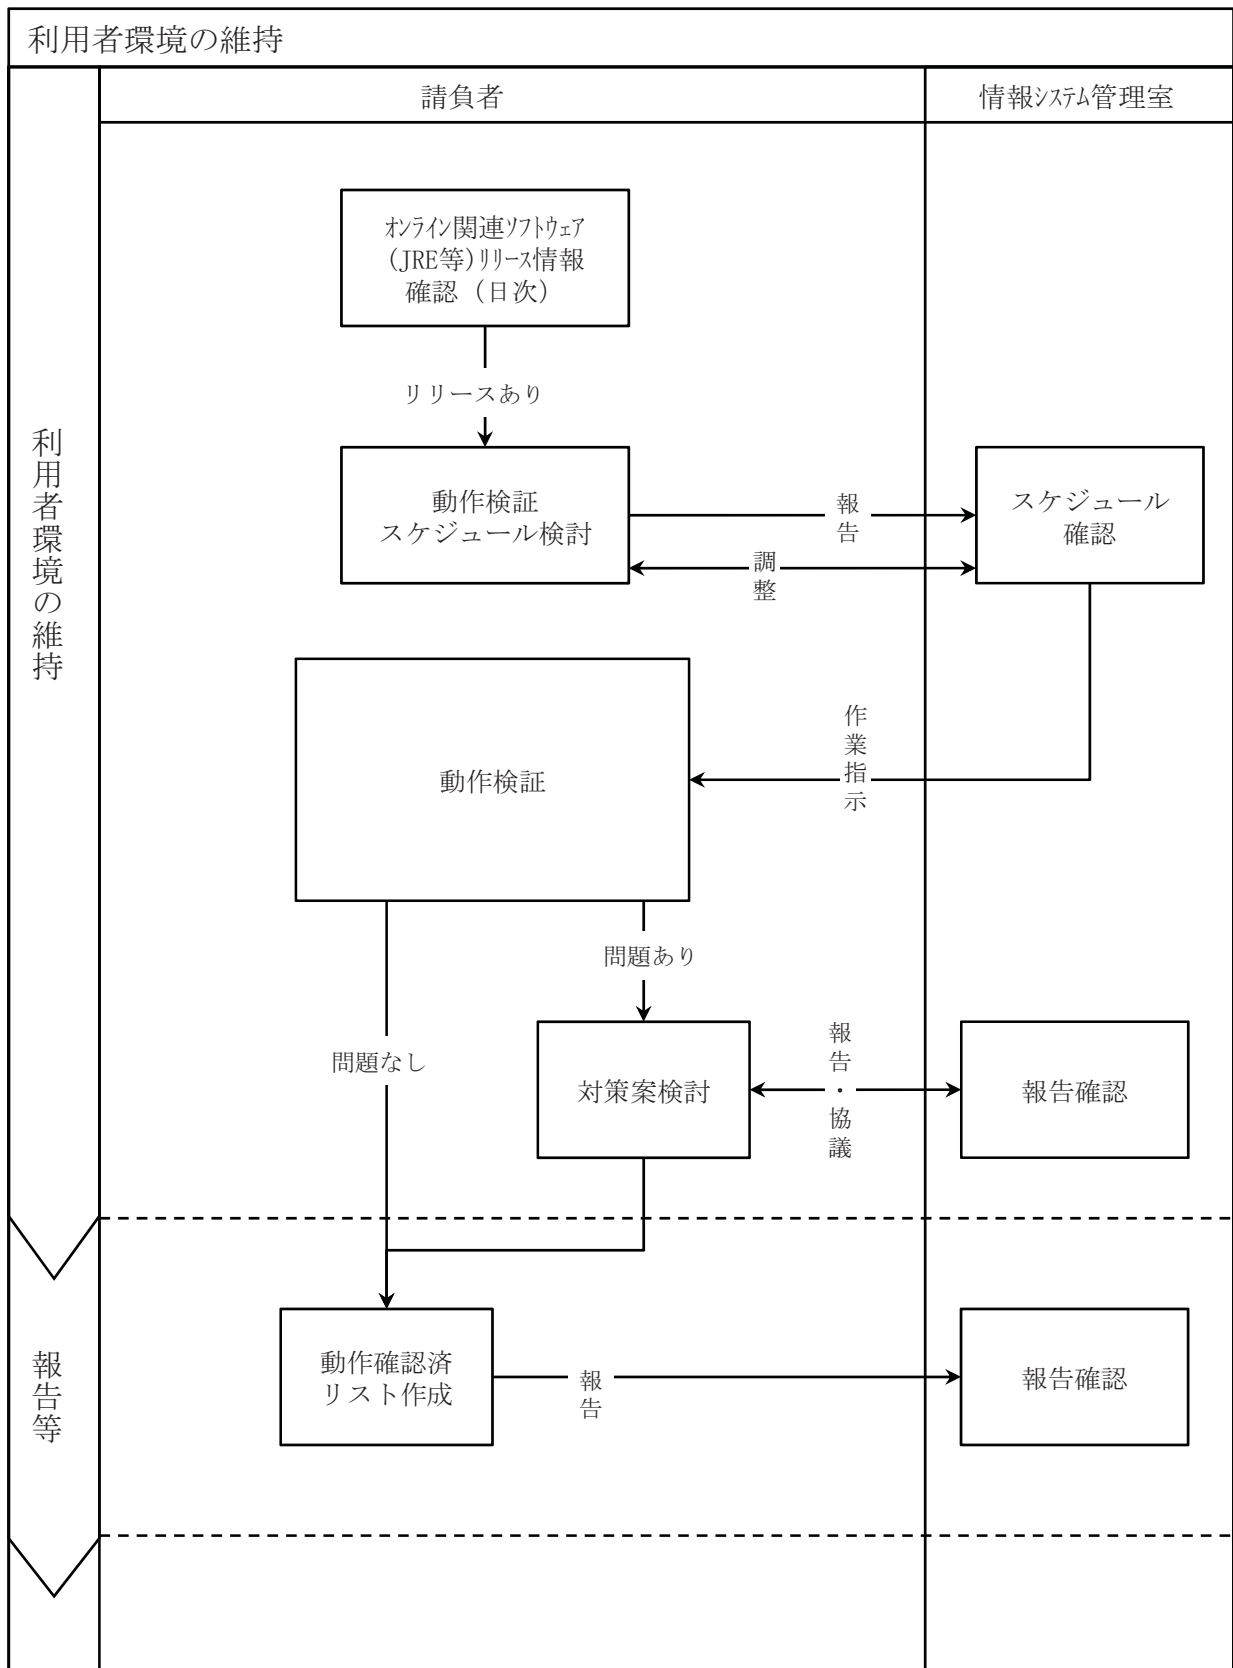 利用者環境の維持
請負者
情報ｼｽﾃﾑ管理室
利用者環境の維持
ｵﾝﾗｲﾝ関連ｿﾌﾄｳｪｱ
（JRE等）ﾘﾘｰｽ情報
確認（日次）
リリースあり
動作検証
スケジュール検討
報告
スケジュール
確認
調整
作業指示
動作検証
問題あり
問題なし
対策案検討
報告・協議
報告確認
報告等
動作確認済
リスト作成
報告
報告確認